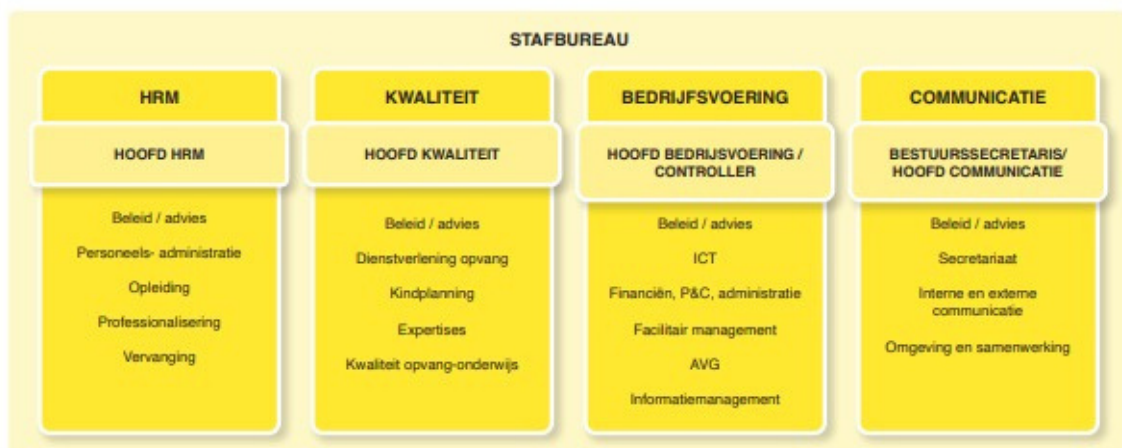 STAFBUREAU
HRM
HOOFD HRM
Beleid / advies
Personeels- administratie
Opleiding
Professionalisering
Vervanging
KWALITEIT
HOOFD KWALITEIT
Beleid / advies
Dienstverlening opvang
Kindplanning
Expertises
Kwaliteit opvang-onderwijs
BEDRIJFSVOERING
HOOFD BEDRIJSVOERING /
CONTROLLER
Beleid / advies
ICT
Financiën, P&C, administratie
Facilitair management
AVG
Informatiemanagement
COMMUNICATIE
BESTUURSSECRETARIS/
HOOFD COMMUNICATIE
Beleid / advies
Secretariaat
Interne en externe
communicatie
Omgeving en samenwerking